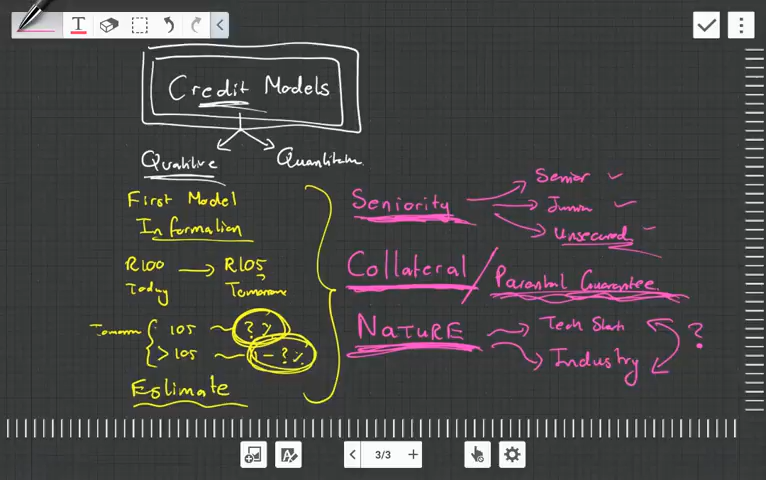 T
Credit Models
Qualitive
Quantitative
First Model
Information
R100 → R105
Today
Tomorrow
Tomorrow
105 ~ ? %
> 105 ~ 1 - ? %
Estimate
Seniority
Senior ✓
Junior ✓
Unsecured
Collateral / Parental Guarantee
NATURE
Tech Start
Industry
?
3/3